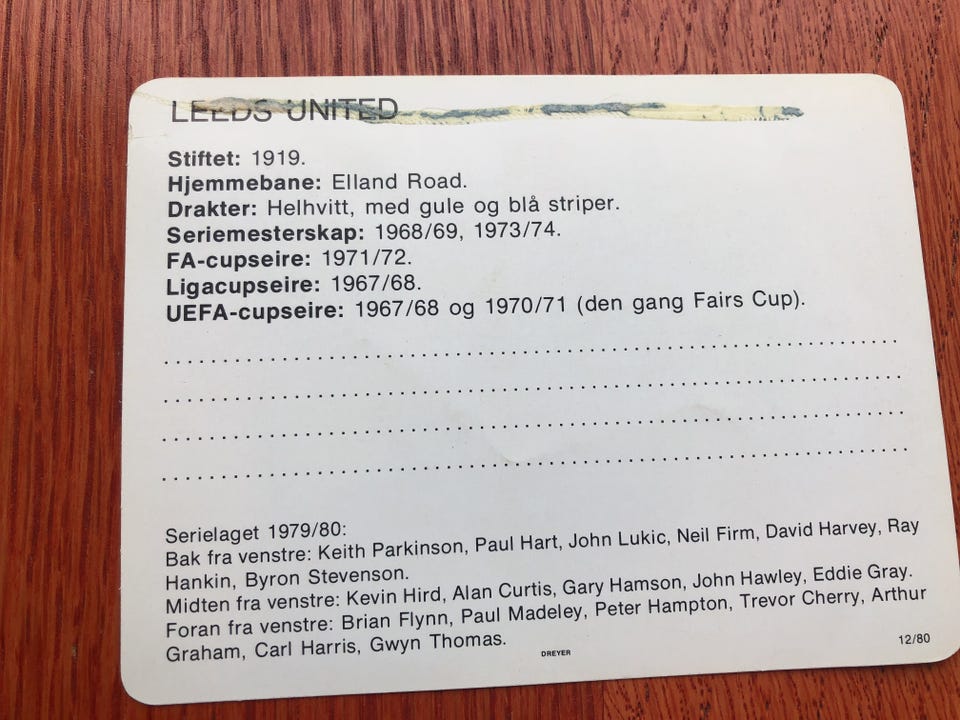 LEEDS UNITED
Stiftet: 1919.
Hjemmebane: Elland Road.
Drakter: Helhvitt, med gule og blå striper.
Seriemesterskap: 1968/69, 1973/74.
FA-cupseire: 1971/72.
Ligacupseire: 1967/68.
UEFA-cupseire: 1967/68 og 1970/71 (den gang Fairs Cup).
Serielaget 1979/80:
Bak fra venstre: Keith Parkinson, Paul Hart, John Lukic, Neil Firm, David Harvey, Ray
Hankin, Byron Stevenson.
Midten fra venstre: Kevin Hird, Alan Curtis, Gary Hamson, John Hawley, Eddie Gray.
Foran fra venstre: Brian Flynn, Paul Madeley, Peter Hampton, Trevor Cherry, Arthur
Graham, Carl Harris, Gwyn Thomas.
DREYER
12/80